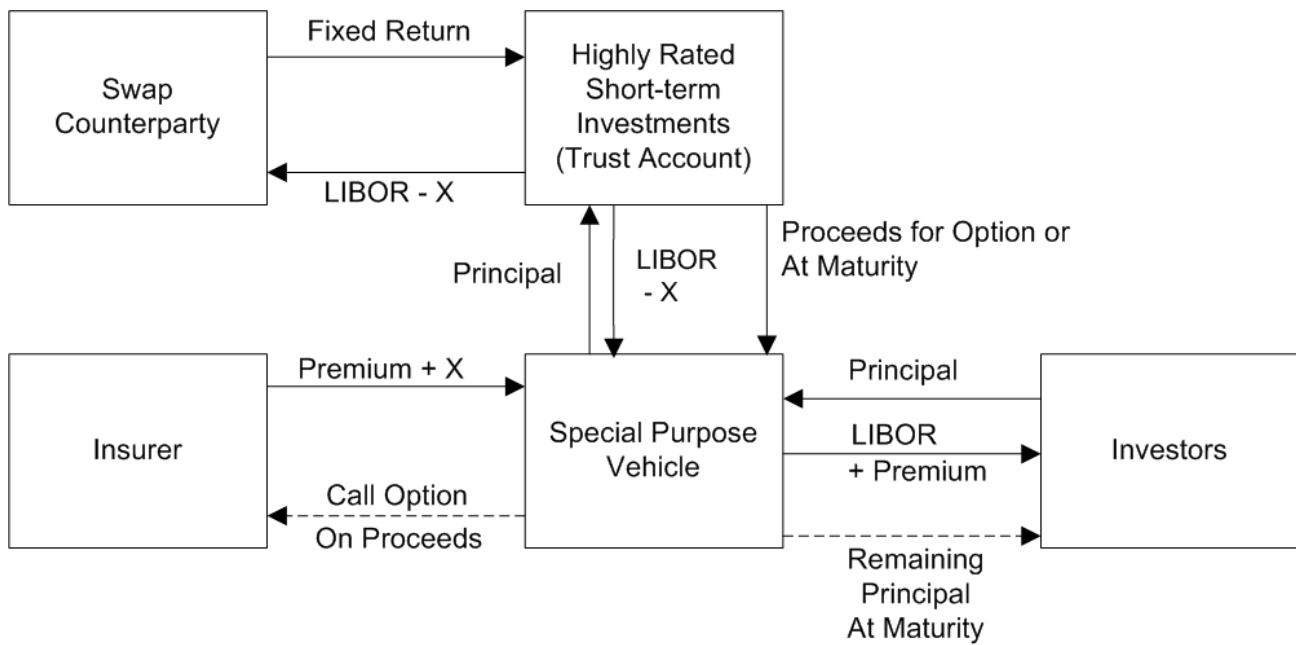 Fixed Return
Swap
Counterparty
Highly Rated
Short-term
Investments
(Trust Account)
LIBOR - X
Principal
LIBOR
- X
Proceeds for Option or
At Maturity
Insurer
Premium + X
Call Option
On Proceeds
Special Purpose
Vehicle
Principal
LIBOR
+ Premium
Remaining
Principal
At Maturity
Investors